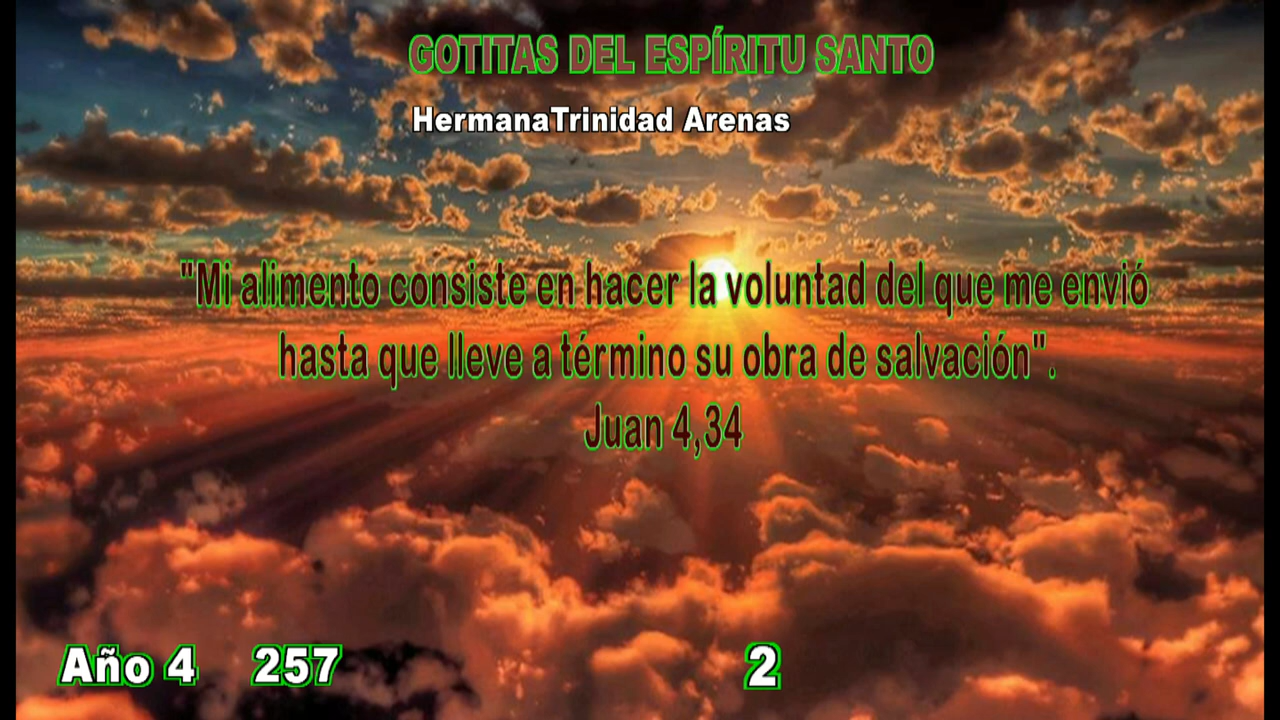 GOTITAS DEL ESPÍRITU SANTO
HermanaTrinidad Arenas
"Mi alimento consiste en hacer la voluntad del que me envió
hasta que lleve a término su obra de salvación".
Juan 4,34
Año 4 257 2